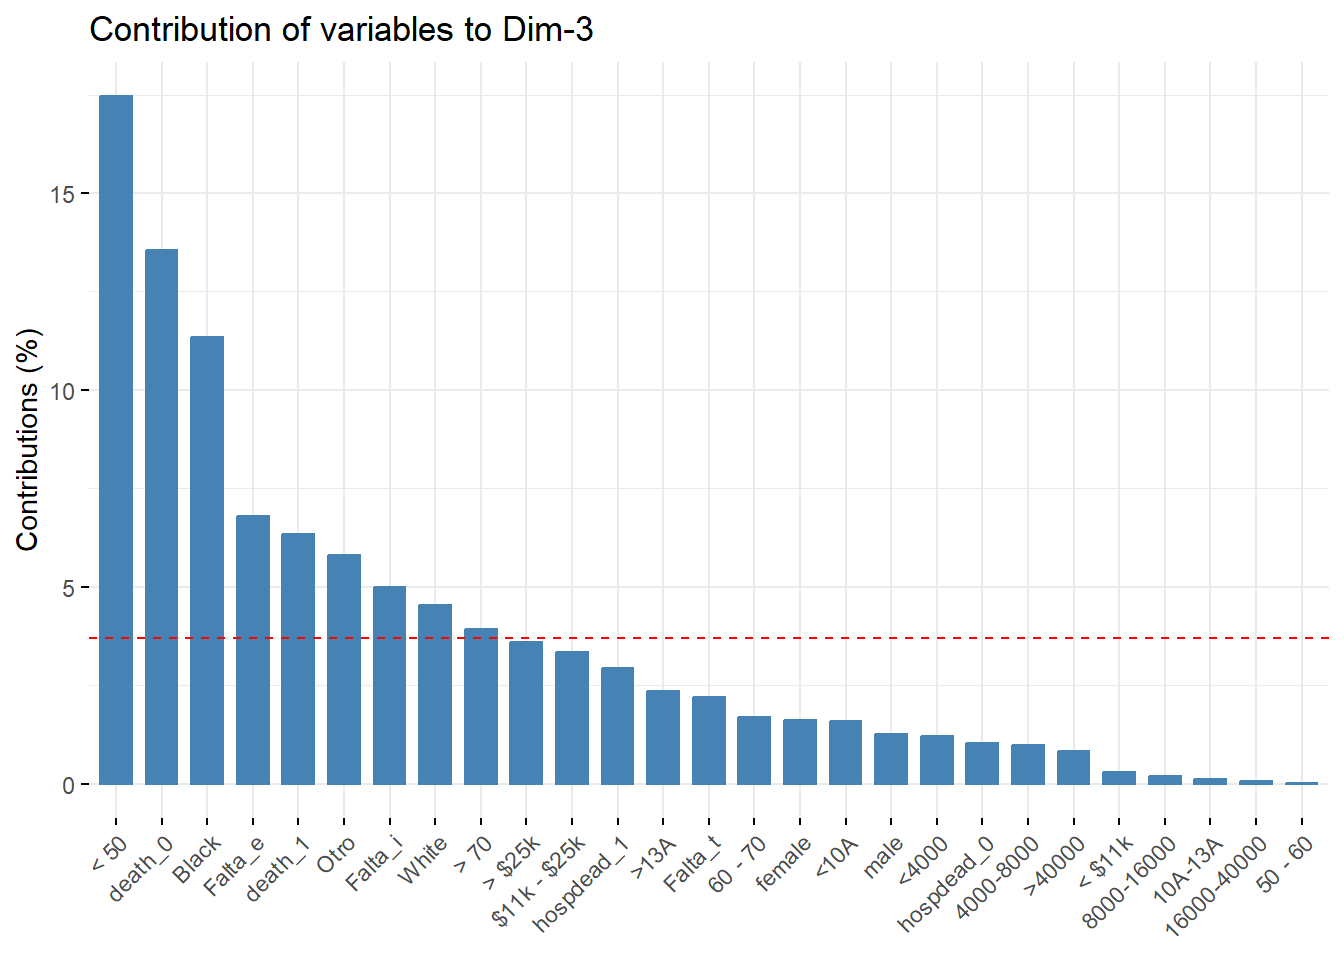 Contribution of variables to Dim-3
Contributions (%)
15
10
5
0
< 50
death_0
Black
Falta_e
death_1
Otro
Falta_i
White
> 70
> $25k
$11k - $25k
hospdead_1
>13A
Falta_t
60 - 70
female
<10A
male
<4000
hospdead_0
4000-8000
>40000
< $11k
8000-16000
10A-13A
16000-40000
50 - 60